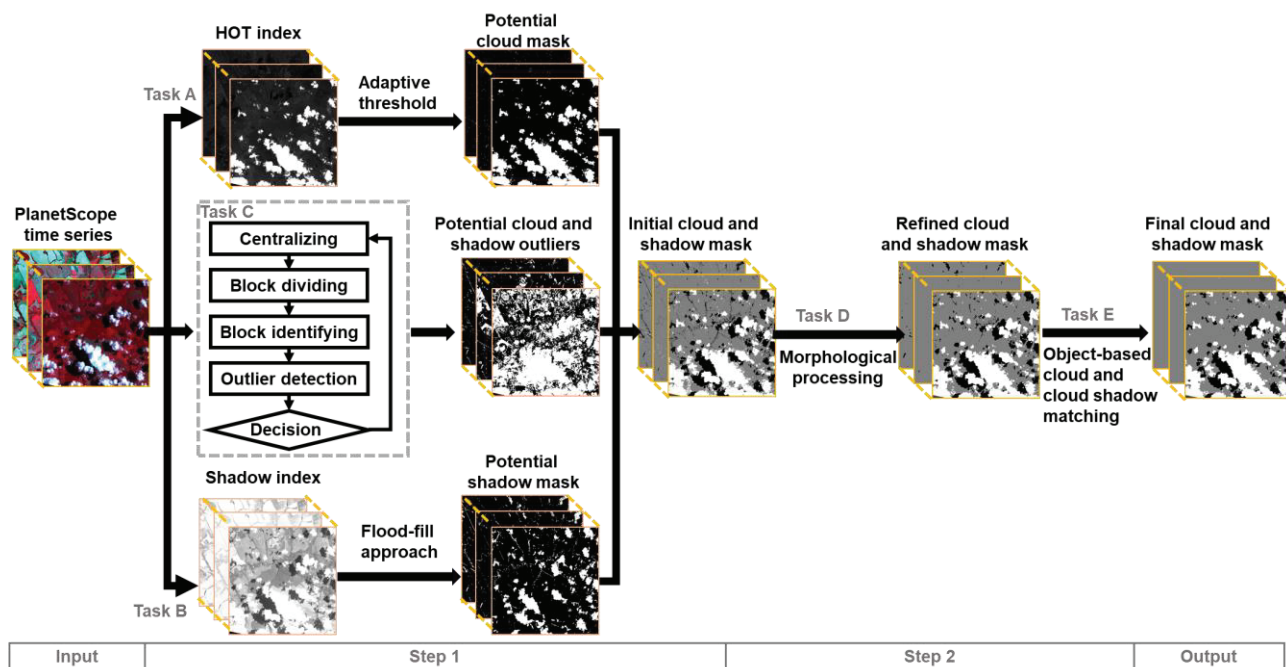 HOT index
Potential
cloud mask
Task A
Adaptive
threshold
PlanetScope
time series
Task C
Centralizing
Block dividing
Block identifying
Outlier detection
Decision
Potential cloud and
shadow outliers
Initial cloud and
shadow mask
Task D
Morphological
processing
Refined cloud
and shadow mask
Task E
Object-based
cloud and
cloud shadow
matching
Final cloud and
shadow mask
Shadow index
Potential
shadow mask
Flood-fill
approach
Task B
Input
Step 1
Step 2
Output